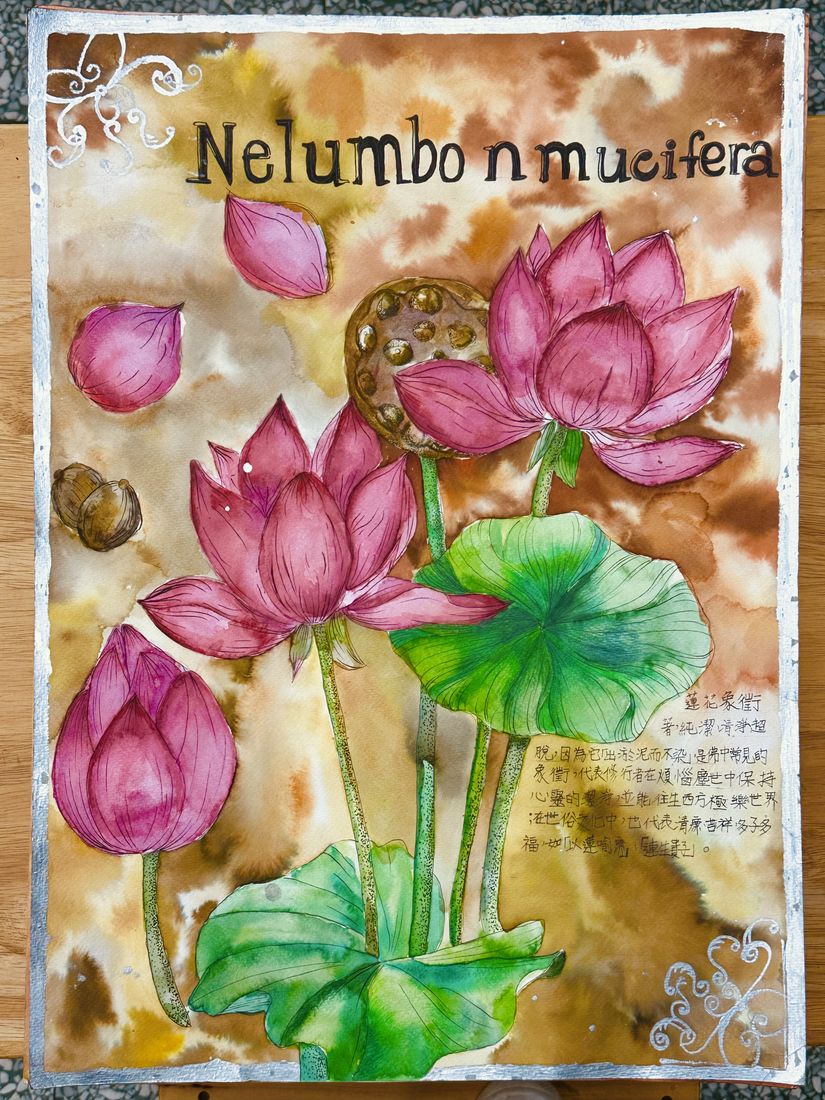 Nelumbo nmucifera
蓮花象徵
著純潔清淨超
脫,因為它出淤泥而不染,是佛中常見的
象徵,代表修行者在煩惱塵世中保持
心靈的並能往生西方極樂世界
在世俗文化中,也代表清廉吉祥多子多
福,如「以蓮喻廉」「連生貴子」。